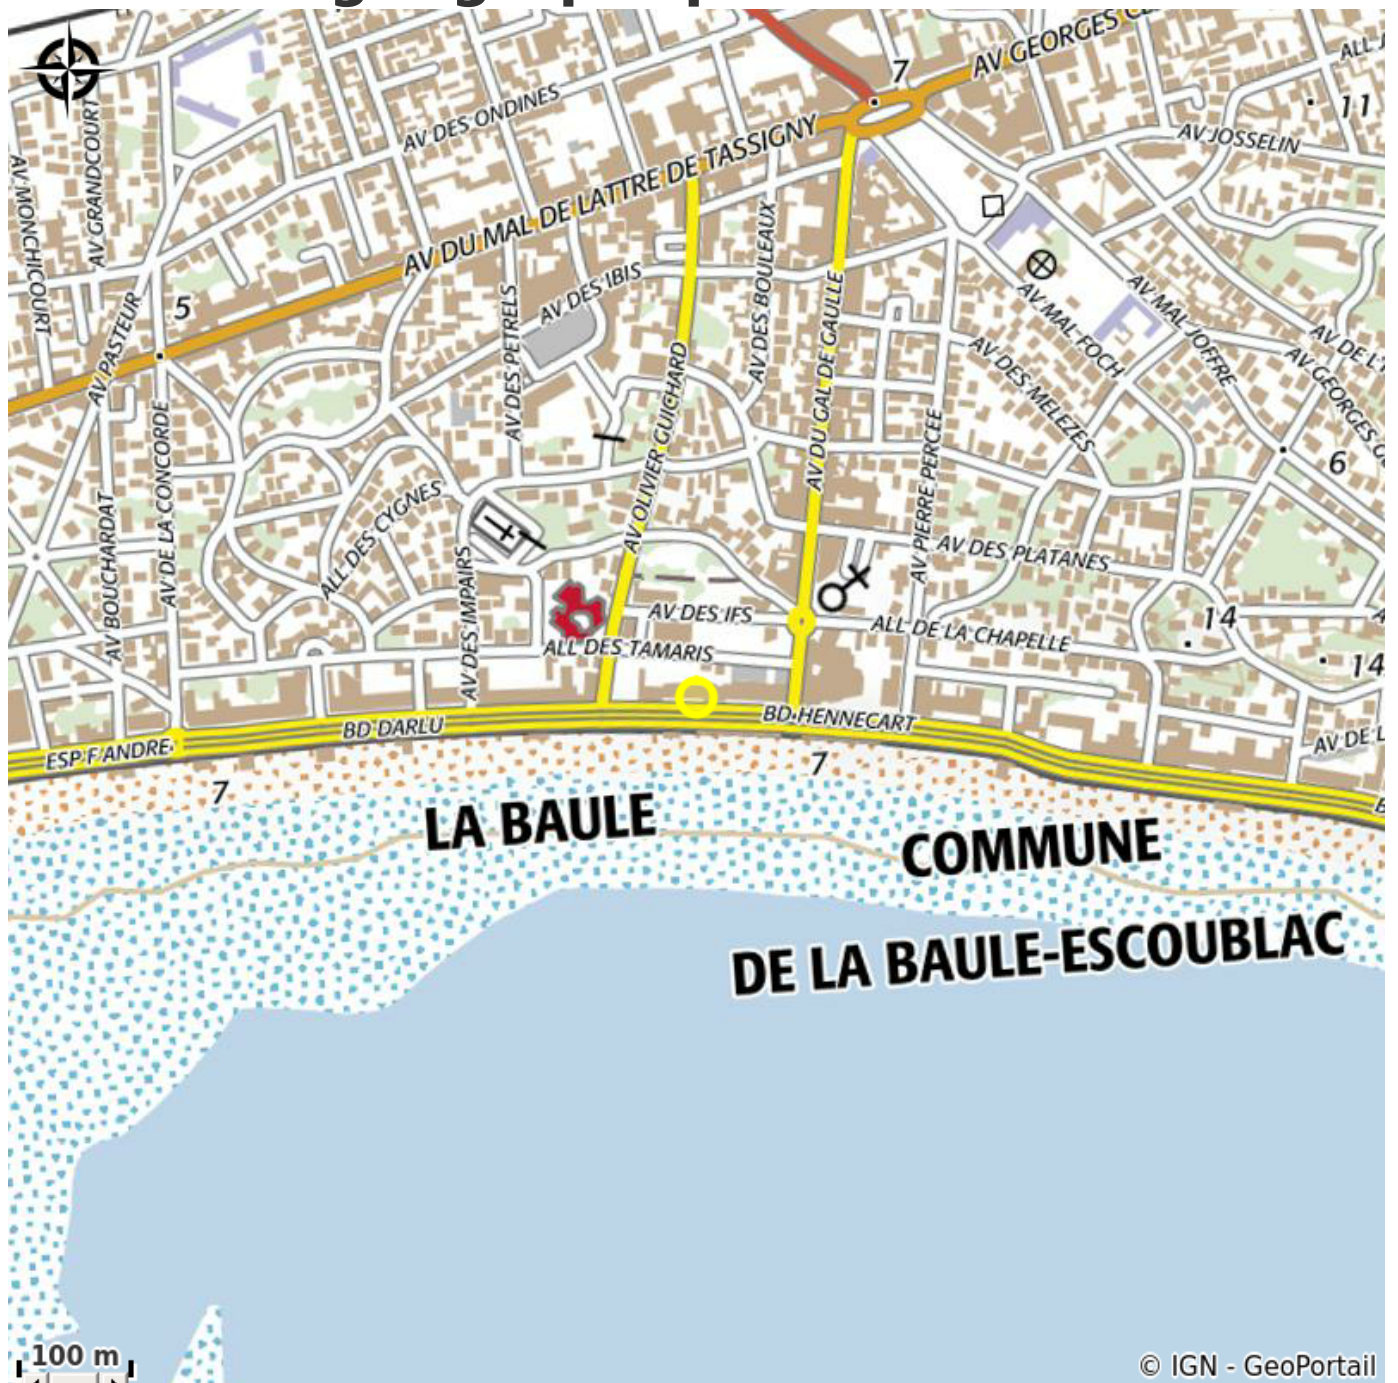 7
AV GEORGES
ALL
11
AV GRANDCOURT
AV DES ONDINES
AV JOSSELIN
AV MONCHICOURT
AV DU MAL DE LATTRE DE TASSIGNY
AV DES BOULEAUX
AV DES IBIS
5
AV PASTEUR
AV DES PETRELS
AV DU GAL DE GAULLE
AV MAL FOCH
AV MAL JOFFRE
AV DES MELEZES
AV DE L'
AV GEORGES
AV OLIVIER GUICHARD
6
AV DE LA CONCORDE
AV BOUCHARDAT
ALL DES CYGNES
AV DES IMPAIRS
AV PIERRE PERCEE
AV DES PLATANES
AV DES IFS
ALL DE LA CHAPELLE
14
ALL DES TAMARIS
14
BD DARLU
BD HENNECART
ESP F ANDRE
AV DE L
7
7
LA BAULE
COMMUNE
DE LA BAULE-ESCOUBLAC
100 m
© IGN - GeoPortail